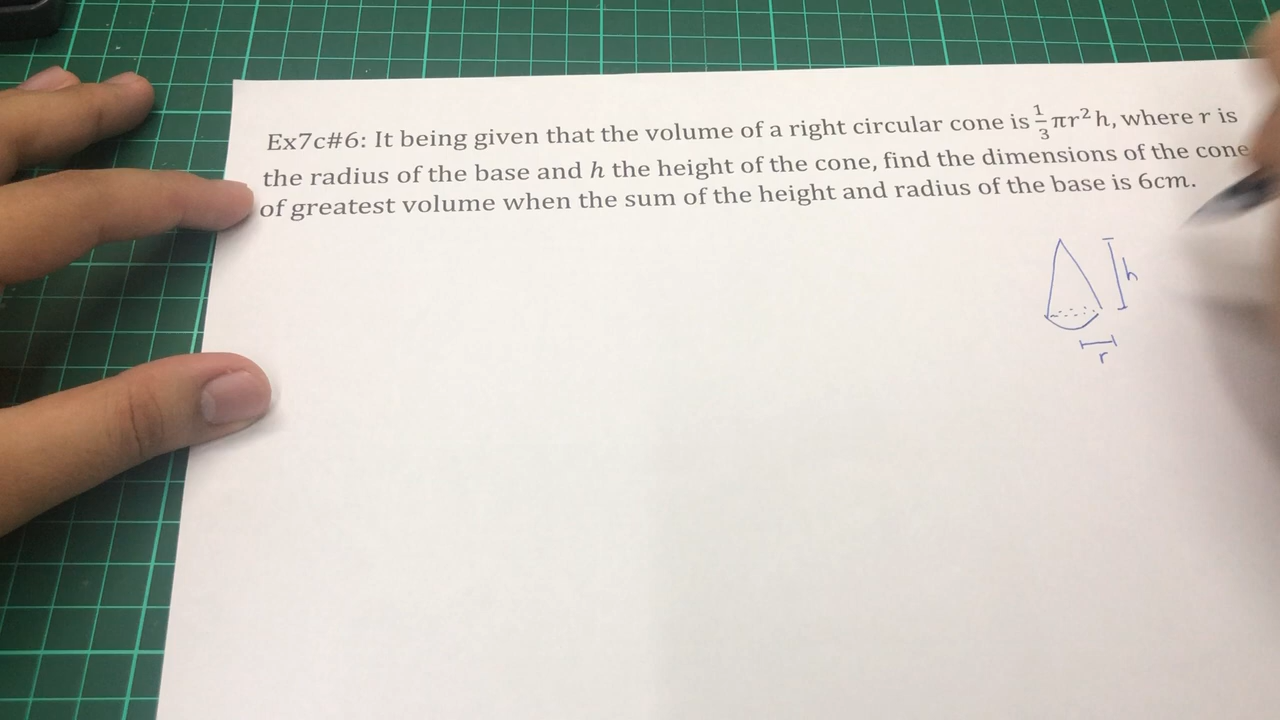 Ex7c#6: It being given that the volume of a right circular cone is 1/3 πr²h, where r is
the radius of the base and h the height of the cone, find the dimensions of the cone
of greatest volume when the sum of the height and radius of the base is 6cm.
h
r